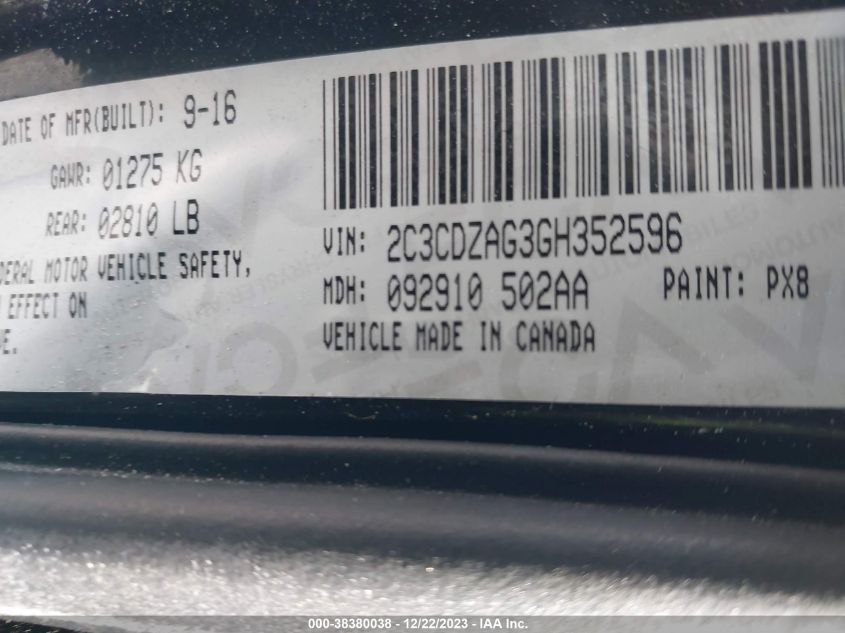 DATE OF MFR(BUILT): 9-16
GAWR: 01275 KG
REAR: 02810 LB
DERAL MOTOR VEHICLE SAFETY,
EFFECT ON
VE.
VIN: 2C3CDZAG3GH352596
MDH: 092910 502AA PAINT: PX8
VEHICLE MADE IN CANADA
000-38380038 - 12/22/2023 - IAA Inc.